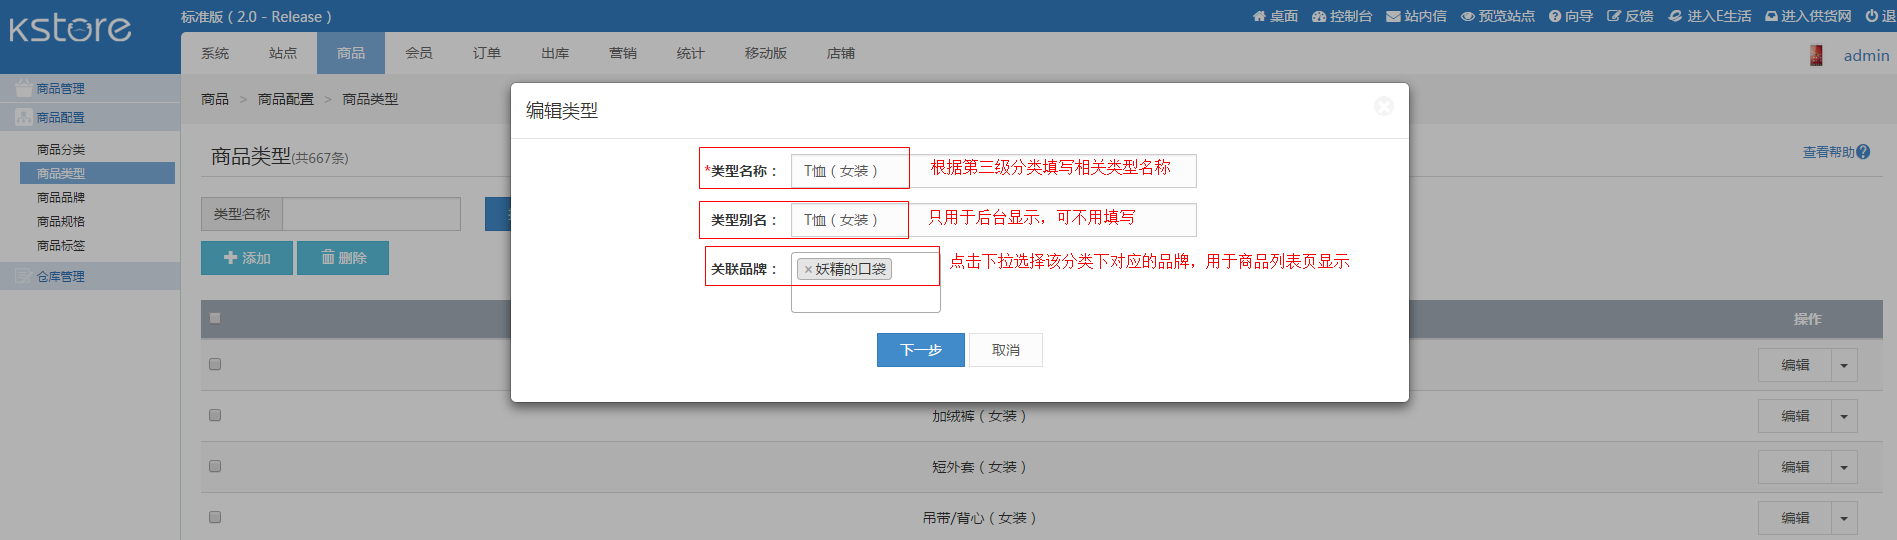 kstore
标准版 ( 2.0 - Release )
桌面 控制台 站内信 预览站点 向导 反馈 进入E生活 进入供货网
系统 站点 商品 会员 订单 出库 营销 统计 移动版 店铺
admin
商品管理
商品配置
商品分类
商品类型
商品品牌
商品规格
商品标签
仓库管理
商品 > 商品配置 > 商品类型
商品类型(共667条)
查看帮助
类型名称
添加 删除
操作
编辑
加绒裤 ( 女装 ) 编辑
短外套 ( 女装 ) 编辑
吊带/背心 ( 女装 ) 编辑
编辑类型
*类型名称： T恤 ( 女装 ) 根据第三级分类填写相关类型名称
类型别名： T恤 ( 女装 ) 只用于后台显示，可不用填写
关联品牌： ×妖精的口袋 点击下拉选择该分类下对应的品牌，用于商品列表页显示
下一步 取消